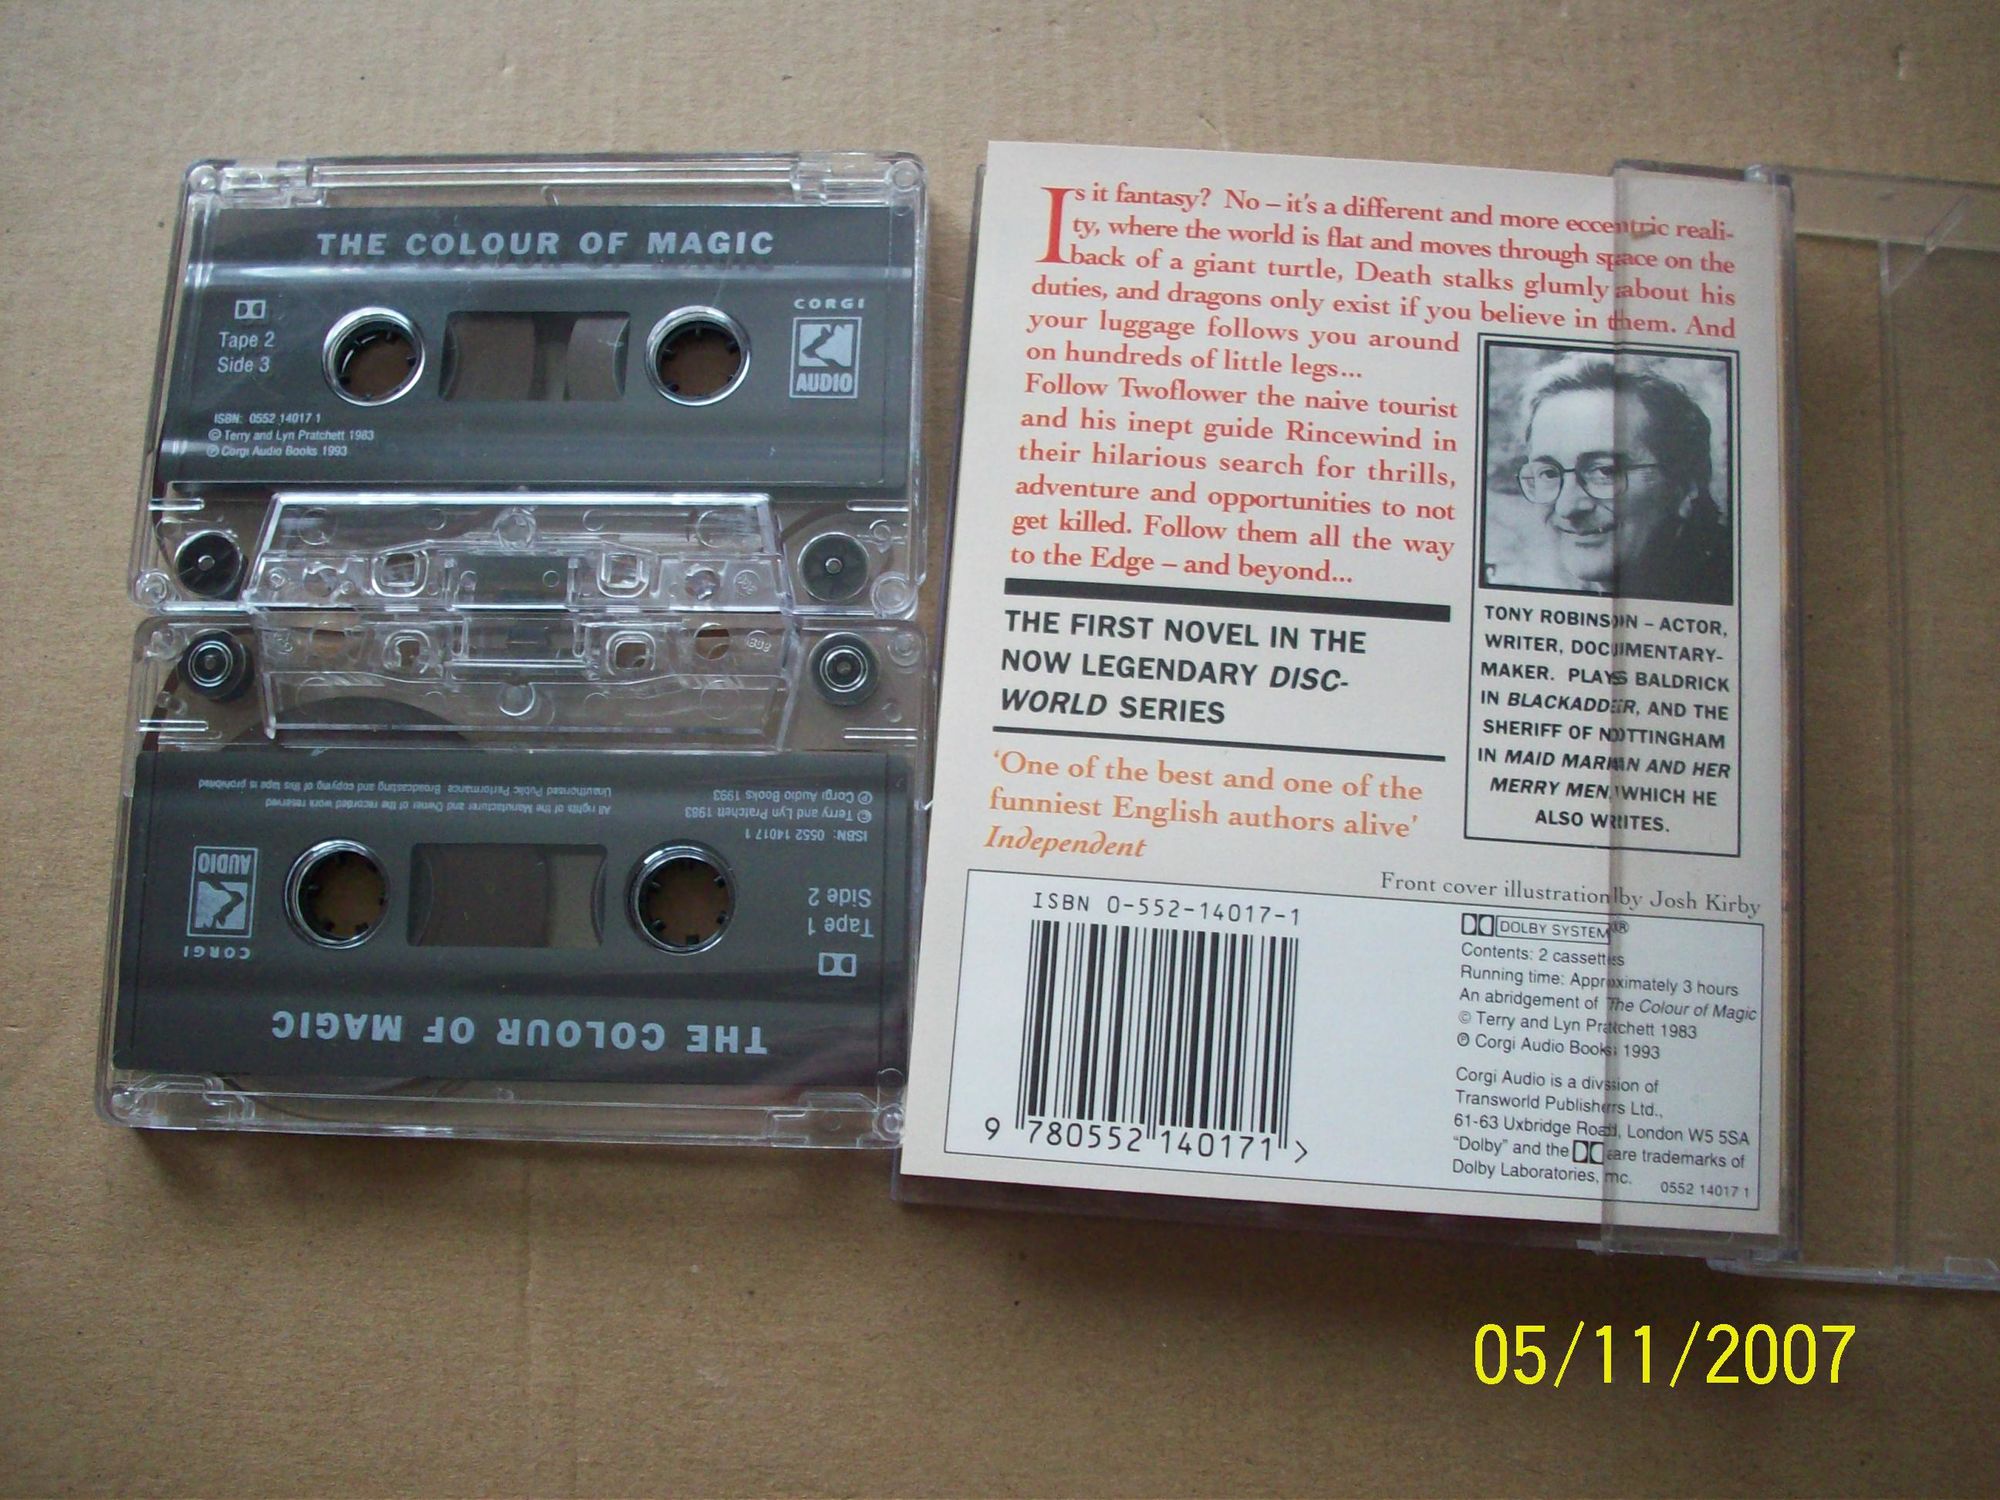 THE COLOUR OF MAGIC
Tape 2
Side 3
CORGI
AUDIO
ISBN: 0552 14017 1
© Terry and Lyn Pratchett 1983
℗ Corgi Audio Books 1993
THE COLOUR OF MAGIC
Tape 1
Side 2
CORGI
AUDIO
ISBN: 0552 14017 1
© Terry and Lyn Pratchett 1983
℗ Corgi Audio Books 1993
All rights of the Manufacturer and Owner of the recorded work reserved
Unauthorised Public Performance Broadcasting and copying of this tape is prohibited
Is it fantasy? No – it's a different and more eccentric reali-
ty, where the world is flat and moves through space on the
back of a giant turtle, Death stalks glumly about his
duties, and dragons only exist if you believe in them. And
your luggage follows you around
on hundreds of little legs...
Follow Twoflower the naive tourist
and his inept guide Rincewind in
their hilarious search for thrills,
adventure and opportunities to not
get killed. Follow them all the way
to the Edge – and beyond...
THE FIRST NOVEL IN THE
NOW LEGENDARY DISC-
WORLD SERIES
'One of the best and one of the
funniest English authors alive'
Independent
TONY ROBINSON – ACTOR,
WRITER, DOCUMENTARY-
MAKER. PLAYS BALDRICK
IN BLACKADDER, AND THE
SHERIFF OF NOTTINGHAM
IN MAID MARIAN AND HER
MERRY MEN, WHICH HE
ALSO WRITES.
Front cover illustration by Josh Kirby
ISBN 0-552-14017-1
9 780552 140171 >
DOLBY SYSTEM®
Contents: 2 cassettes
Running time: Approximately 3 hours
An abridgement of The Colour of Magic
© Terry and Lyn Pratchett 1983
℗ Corgi Audio Books 1993
Corgi Audio is a division of
Transworld Publishers Ltd.,
61-63 Uxbridge Road, London W5 5SA
"Dolby" and the are trademarks of
Dolby Laboratories, Inc.
0552 14017 1
05/11/2007